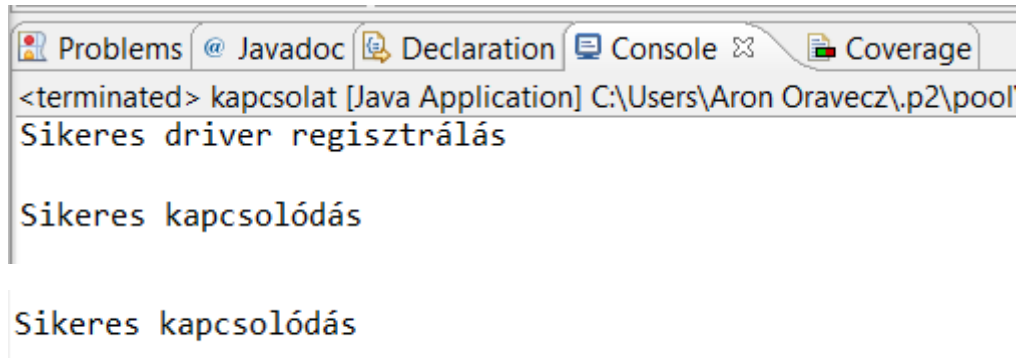 Problems @ Javadoc Declaration Console Coverage
<terminated> kapcsolat [Java Application] C:\Users\Aron Oravecz\.p2\pool\
Sikeres driver regisztrálás
Sikeres kapcsolódás
Sikeres kapcsolódás